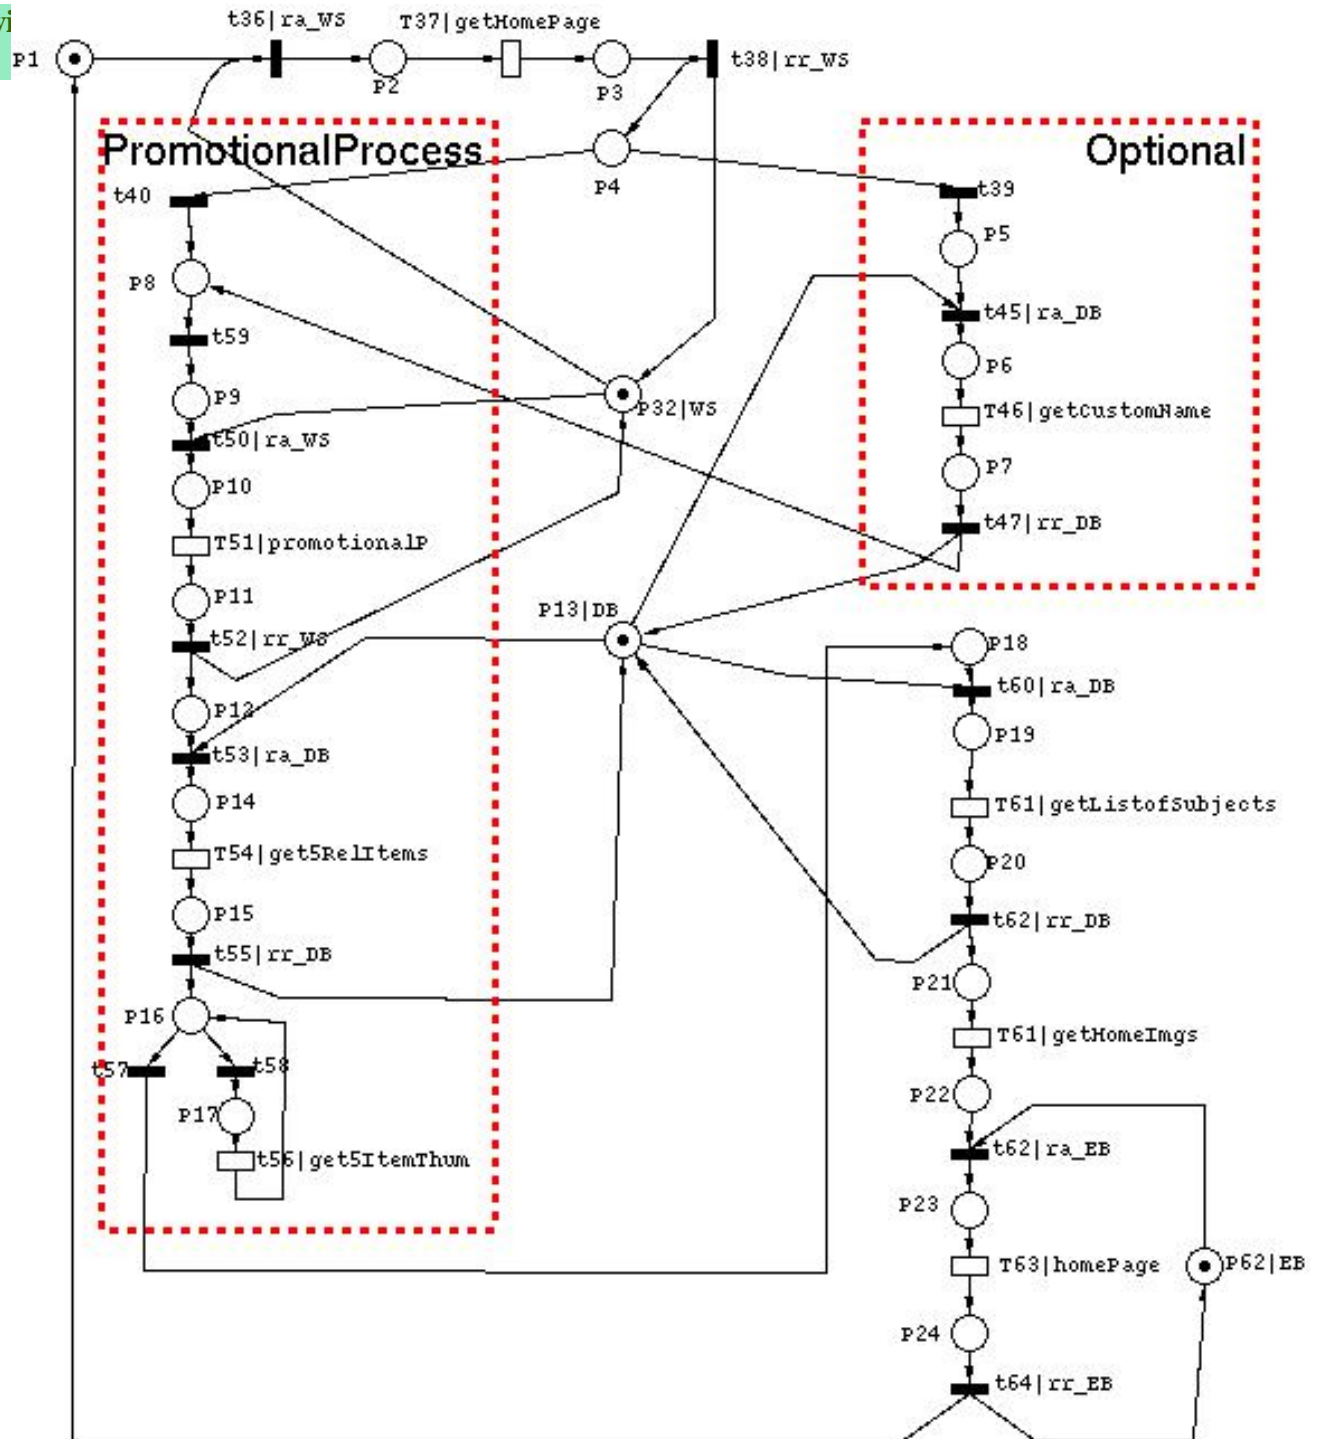 vi
t36|ra_WS
T37|getHomePage
P1
P2
P3
t38|rr_WS
PromotionalProcess
P4
Optional
t40
t39
P5
P8
t45|ra_DB
t59
P6
P9
P32|WS
T46|getCustomName
t50|ra_WS
P7
P10
t47|rr_DB
T51|promotionalP
P11
P13|DB
t52|rr_WS
P18
t60|ra_DB
P12
P19
t53|ra_DB
P14
T61|getListofSubjects
T54|get5RelItems
P20
P15
t62|rr_DB
t55|rr_DB
P21
P16
T61|getHomeImgs
t57
t58
P22
P17
t62|ra_EB
t56|get5ItemThum
P23
T63|homePage
P62|EB
P24
t64|rr_EB